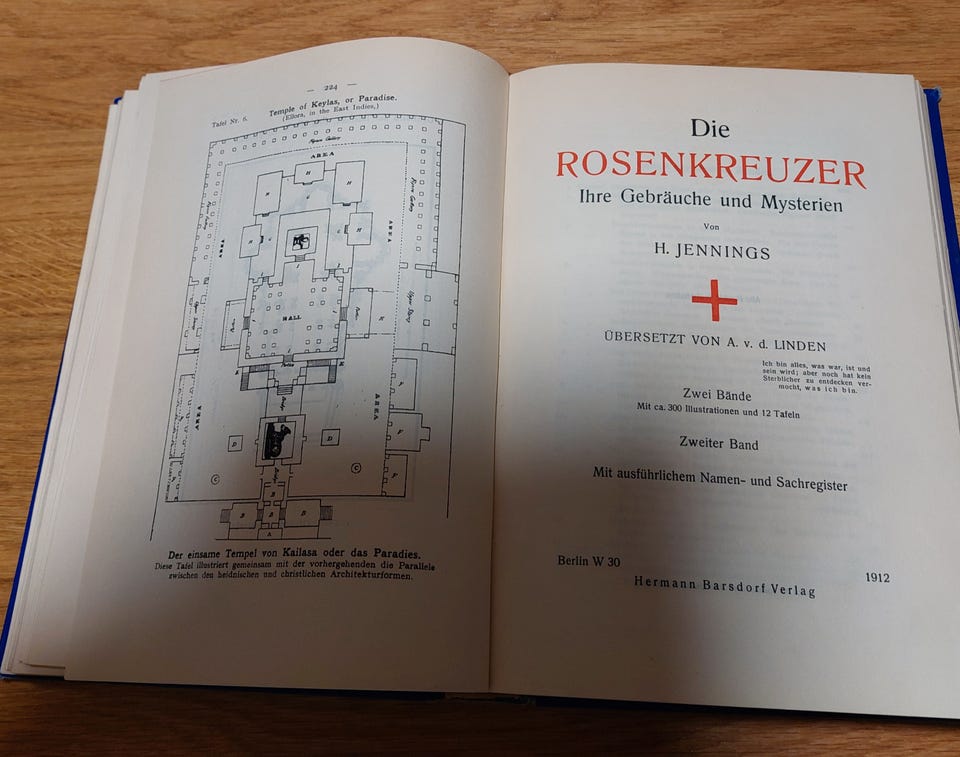 — 224 —
Temple of Keylas, or Paradise.
Tafel Nr. 6. (Ellora, in the East Indies,)
AREA
AREA
AREA
HALL
AREA
AREA
Der einsame Tempel von Kailasa oder das Paradies.
Diese Tafel illustriert gemeinsam mit der vorhergehenden die Parallele
zwischen den heidnischen und christlichen Architekturformen.
Die
ROSENKREUZER
Ihre Gebräuche und Mysterien
Von
H. JENNINGS
ÜBERSETZT VON A. v. d. LINDEN
Ich bin alles, was war, ist und
sein wird; aber noch hat kein
Sterblicher zu entdecken ver-
mocht, was ich bin.
Zwei Bände
Mit ca. 300 Illustrationen und 12 Tafeln
Zweiter Band
Mit ausführlichem Namen- und Sachregister
Berlin W 30
Hermann Barsdorf Verlag
1912